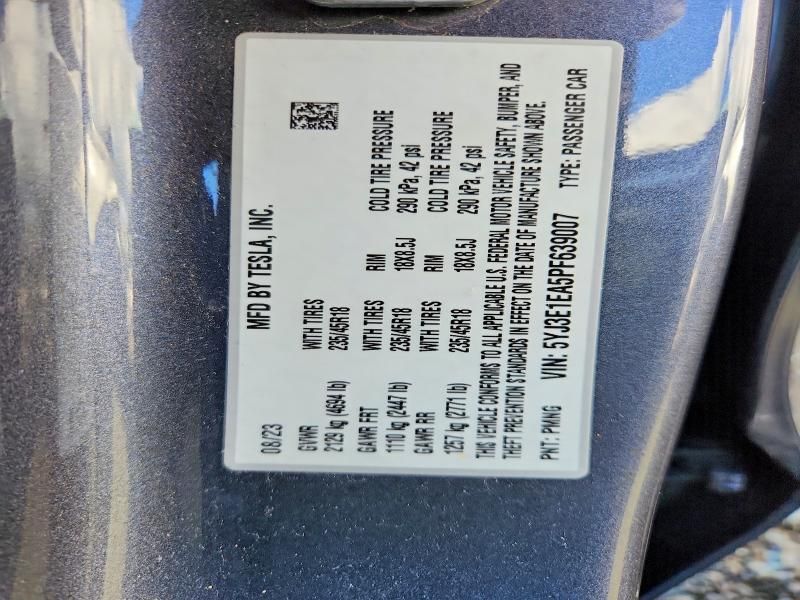 MFD BY TESLA, INC.
08/23
GVWR WITH TIRES
2129 kg (4694 lb) 235/45R18
GAWR FRT WITH TIRES RIM COLD TIRE PRESSURE
1110 kg (2447 lb) 235/45R18 18X8.5J 290 kPa, 42 psi
GAWR RR WITH TIRES RIM COLD TIRE PRESSURE
1257 kg (2771 lb) 235/45R18 18X8.5J 290 kPa, 42 psi
THIS VEHICLE CONFORMS TO ALL APPLICABLE U.S. FEDERAL MOTOR VEHICLE SAFETY, BUMPER, AND
THEFT PREVENTION STANDARDS IN EFFECT ON THE DATE OF MANUFACTURE SHOWN ABOVE.
PNT: PMNG VIN: 5YJ3E1EA5PF639007 TYPE: PASSENGER CAR